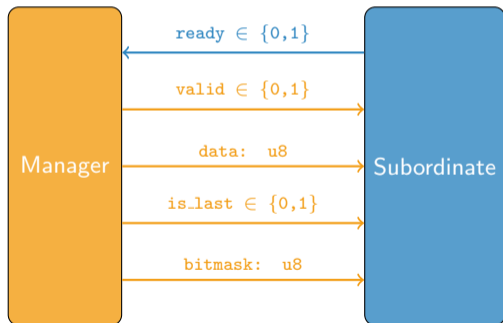 ready ∈ {0,1}
valid ∈ {0,1}
Manager
data: u8
Subordinate
is_last ∈ {0,1}
bitmask: u8